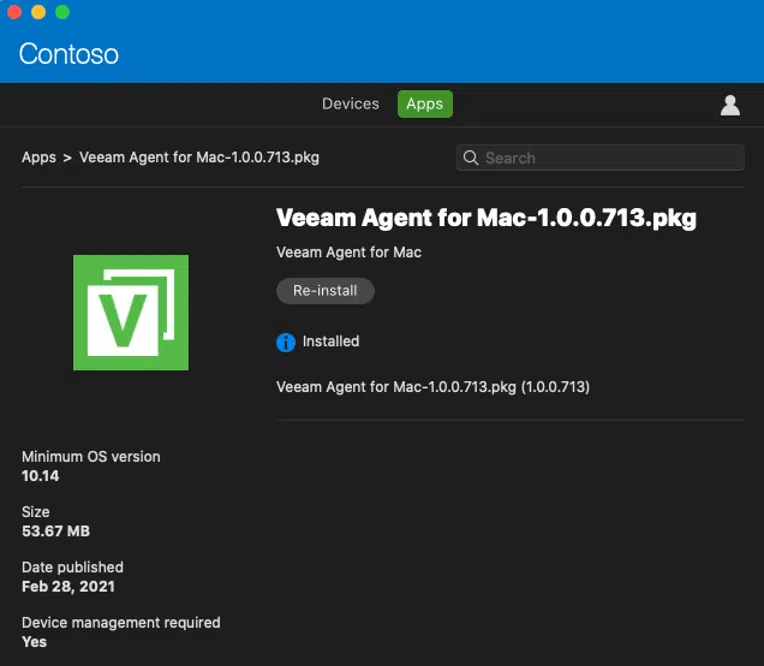 Contoso
Devices Apps
Apps > Veeam Agent for Mac-1.0.0.713.pkg
Search
Veeam Agent for Mac-1.0.0.713.pkg
Veeam Agent for Mac
Re-install
V
i Installed
Veeam Agent for Mac-1.0.0.713.pkg (1.0.0.713)
Minimum OS version
10.14
Size
53.67 MB
Date published
Feb 28, 2021
Device management required
Yes